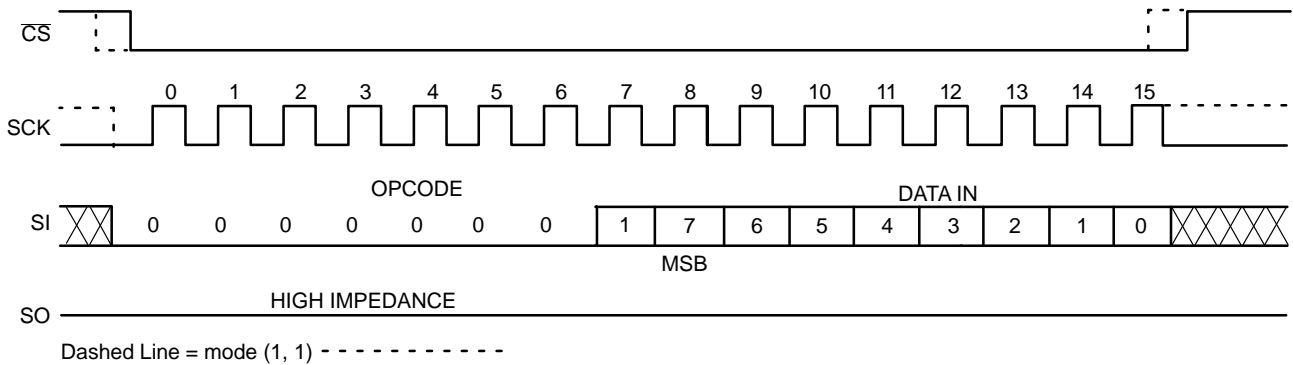 CS
0 1 2 3 4 5 6 7 8 9 10 11 12 13 14 15
SCK
OPCODE DATA IN
SI 0 0 0 0 0 0 0 1 7 6 5 4 3 2 1 0
MSB
HIGH IMPEDANCE
SO
Dashed Line = mode (1, 1)